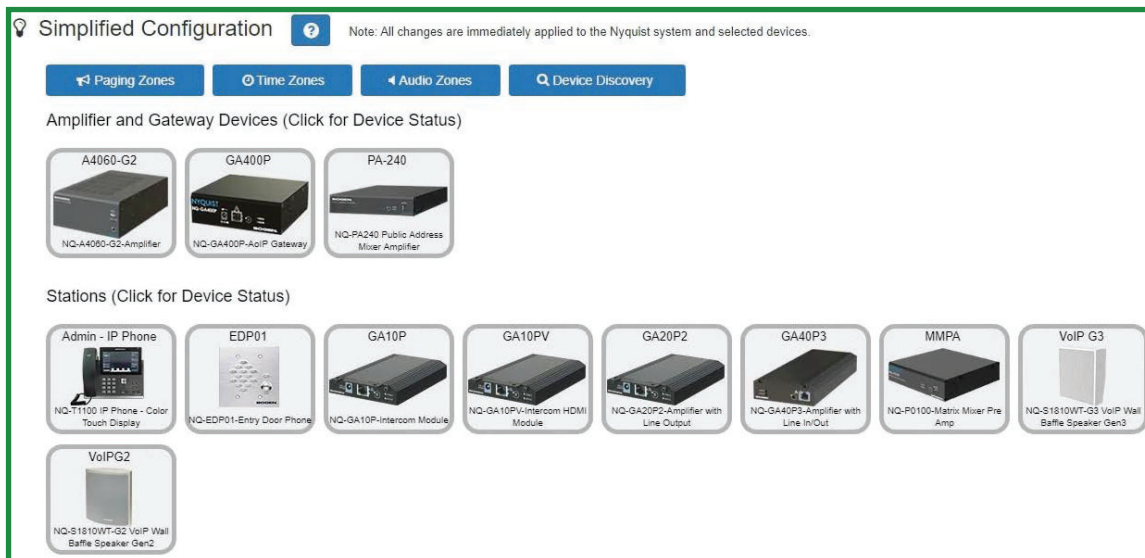 Simplified Configuration ? Note: All changes are immediately applied to the Nyquist system and selected devices.
Paging Zones Time Zones Audio Zones Device Discovery
Amplifier and Gateway Devices (Click for Device Status)
A4060-G2
NQ-A4060-G2-Amplifier
GA400P
NYQUIST
NQ-GA400P
BOGEN
NQ-GA400P-AoIP Gateway
PA-240
NQ-PA240 Public Address
Mixer Amplifier
Stations (Click for Device Status)
Admin - IP Phone
NQ-T1100 IP Phone - Color
Touch Display
EDP01
NQ-EDP01-Entry Door Phone
GA10P
NQ-GA10P-Intercom Module
GA10PV
NQ-GA10PV-Intercom HDMI
Module
GA20P2
NQ-GA20P2-Amplifier with
Line Output
GA40P3
NQ-GA40P3-Amplifier with
Line In/Out
MMPA
NQ-P0100-Matrix Mixer Pre
Amp
VoIP G3
NQ-S1810WT-G3 VoIP Wall
Baffle Speaker Gen3
VoIPG2
NQ-S1810WT-G2 VoIP Wall
Baffle Speaker Gen2